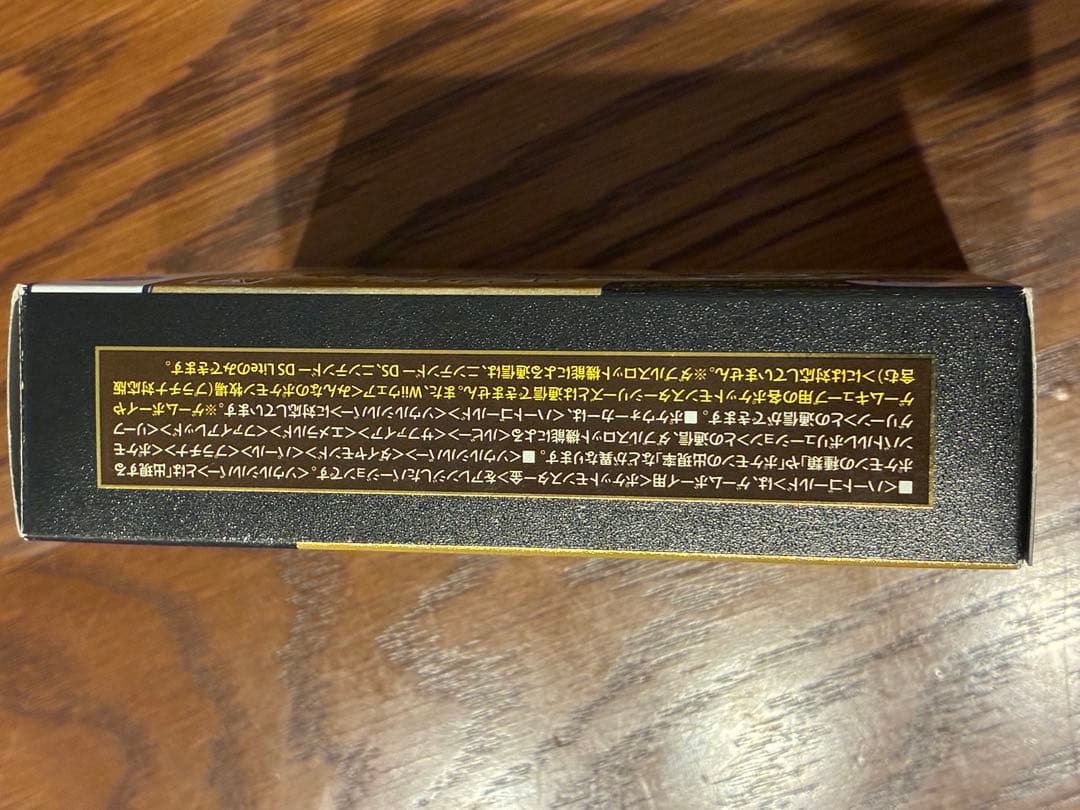 ■<ハートゴールド>は、ゲームボーイ用<ポケットモンスター金>をアレンジしたバージョンです。<ソウルシルバー>とは「出現する
ポケモンの種類」や「ポケモンの出現率」などが異なります。■<ソウルシルバー><ダイヤモンド><パール><プラチナ><ポケモン
バトルレボリューション>との通信、ダブルスロット機能による<ルビー><サファイア><エメラルド><ファイアレッド><リーフ
グリーン>との通信ができます。■ポケウォーカーは、<ハートゴールド><ソウルシルバー>に対応しています。※ゲームボーイや
ゲームキューブ用の各ポケットモンスターシリーズとは通信できません。また、Wiiウェア<みんなのポケモン牧場(プラチナ対応版
含む)>には対応していません。※ダブルスロット機能による通信は、ニンテンドーDS、ニンテンドーDS Liteのみできます。